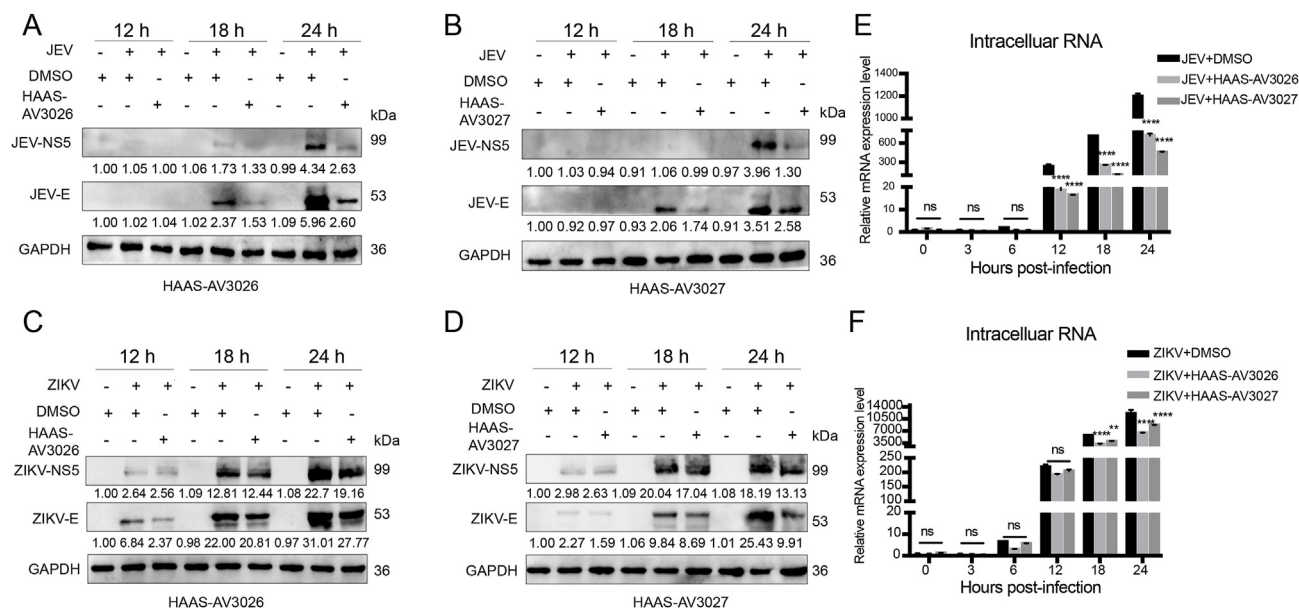 A
12 h 18 h 24 h
JEV - + + - + + - + +
DMSO + + - + + - + + -
HAAS-AV3026 - - + - - + - - +
kDa
JEV-NS5 99
1.00 1.05 1.00 1.06 1.73 1.33 0.99 4.34 2.63
JEV-E 53
1.00 1.02 1.04 1.02 2.37 1.53 1.09 5.96 2.60
GAPDH 36
HAAS-AV3026
B
12 h 18 h 24 h
JEV - + + - + + - + +
DMSO + + - + + - + + -
HAAS-AV3027 - - + - - + - - +
kDa
JEV-NS5 99
1.00 1.03 0.94 0.91 1.06 0.99 0.97 3.96 1.30
JEV-E 53
1.00 0.92 0.97 0.93 2.06 1.74 0.91 3.51 2.58
GAPDH 36
HAAS-AV3027
E
Intracelluar RNA
JEV+DMSO
JEV+HAAS-AV3026
JEV+HAAS-AV3027
Relative mRNA expression level
1400
1200
1000
600
300
20
10
0
ns ns ns **** **** **** **** **** ****
0 3 6 12 18 24
Hours post-infection
C
12 h 18 h 24 h
ZIKV - + + - + + - + +
DMSO + + - + + - + + -
HAAS-AV3026 - - + - - + - - +
kDa
ZIKV-NS5 99
1.00 2.64 2.56 1.09 12.81 12.44 1.08 22.7 19.16
ZIKV-E 53
1.00 6.84 2.37 0.98 22.00 20.81 0.97 31.01 27.77
GAPDH 36
HAAS-AV3026
D
12 h 18 h 24 h
ZIKV - + + - + + - + +
DMSO + + - + + - + + -
HAAS-AV3027 - - + - - + - - +
kDa
ZIKV-NS5 99
1.00 2.98 2.63 1.09 20.04 17.04 1.08 18.19 13.13
ZIKV-E 53
1.00 2.27 1.59 1.06 9.84 8.69 1.01 25.43 9.91
GAPDH 36
HAAS-AV3027
F
Intracelluar RNA
ZIKV+DMSO
ZIKV+HAAS-AV3026
ZIKV+HAAS-AV3027
Relative mRNA expression level
14000
10500
7000
3500
250
200
150
100
10
5
0
ns ns ns ns **** ** **** ****
0 3 6 12 18 24
Hours post-infection